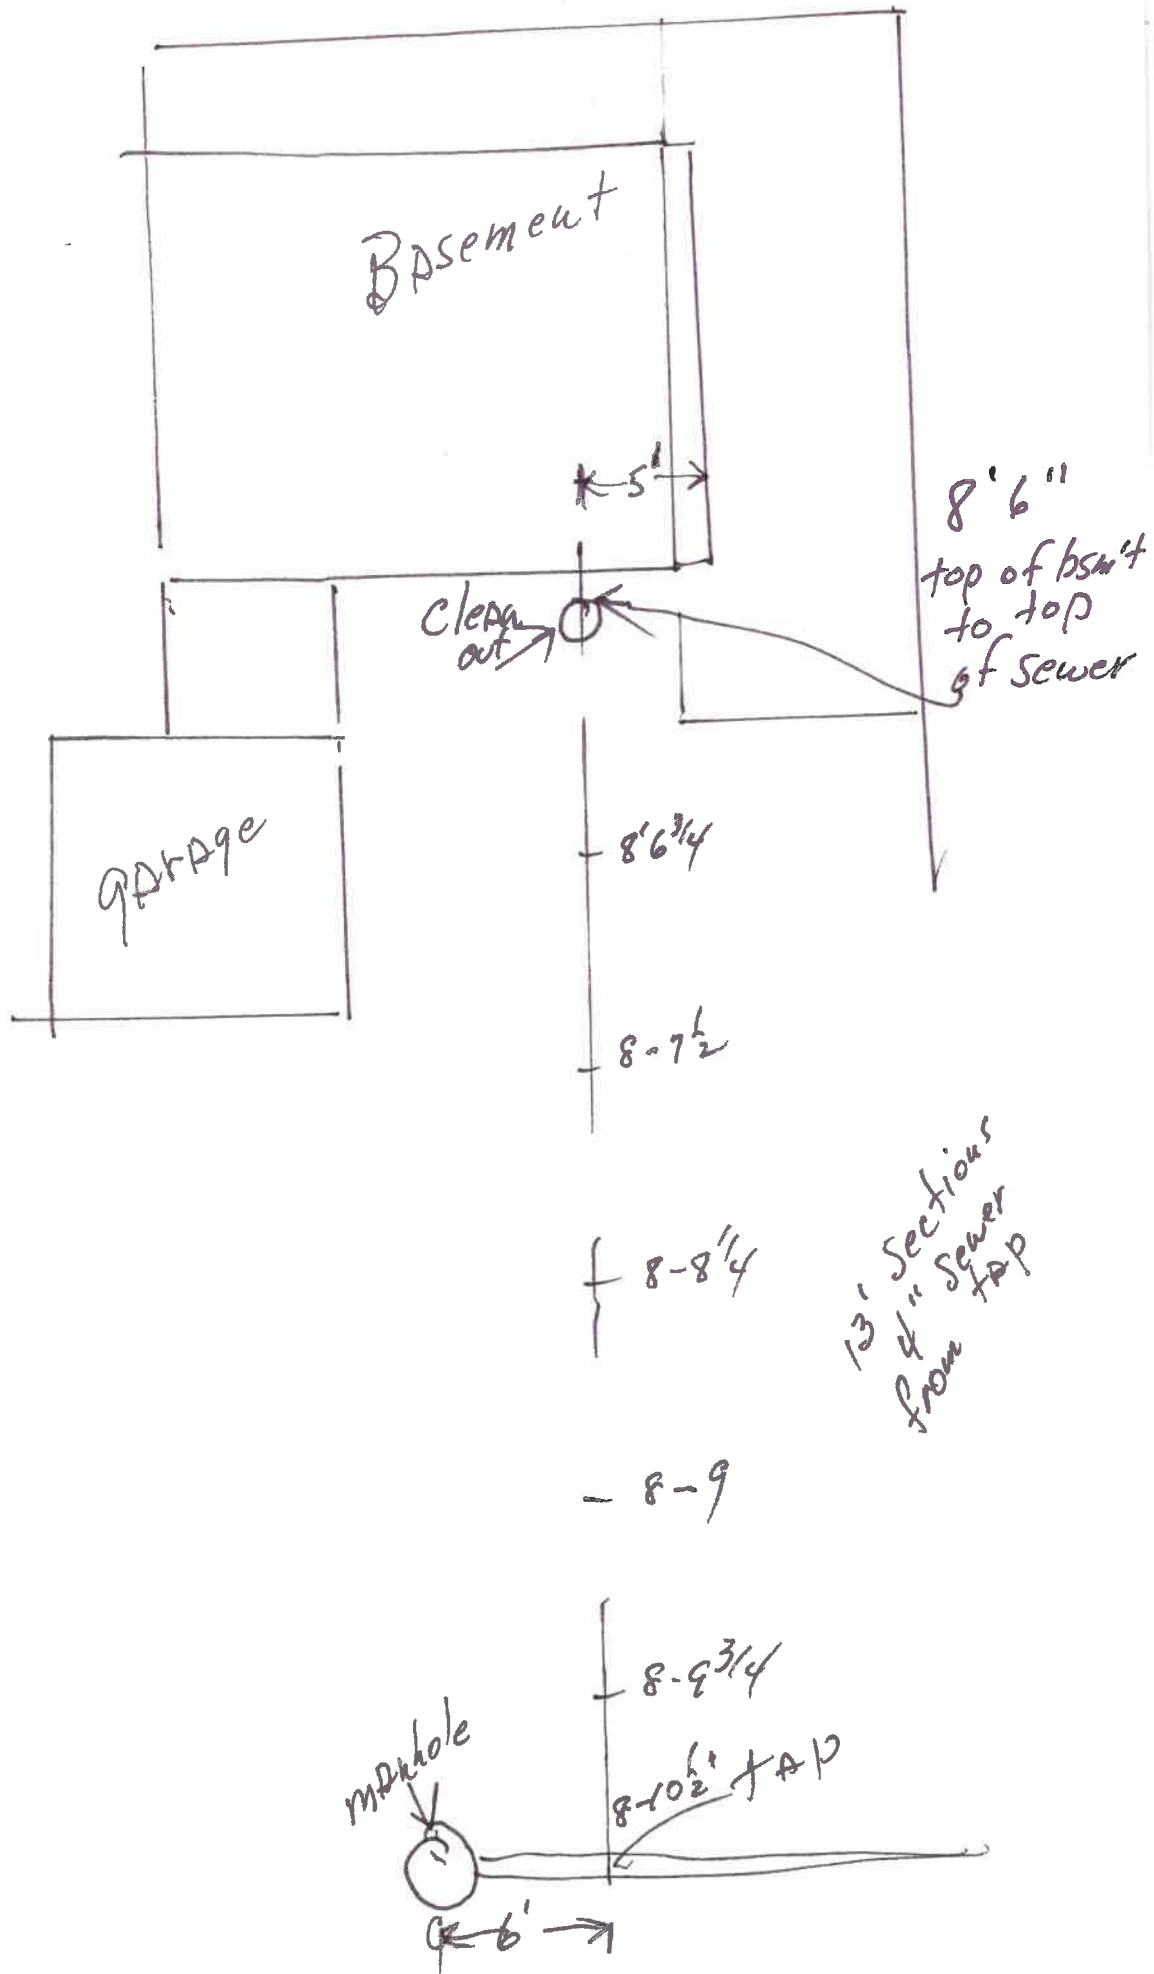 Basement
5'
8'6"
top of bsm't
to top
of sewer
Clean
out
garage
8'6 3/4
8-7 1/2
8-8 1/4"
13' Sections
4" Sewer
from tap
8-9
8-9 3/4
manhole
8-10 1/2" tap
6'